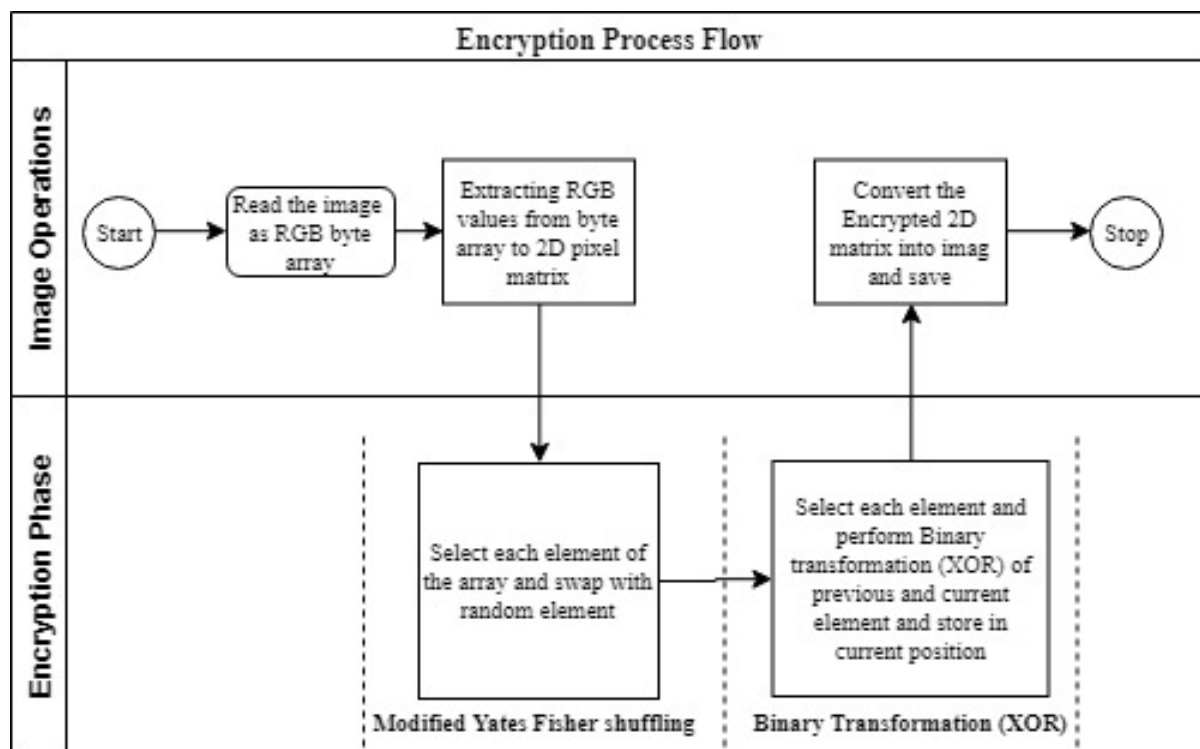 Encryption Process Flow
Image Operations
Start
Read the image
as RGB byte
array
Extracting RGB
values from byte
array to 2D pixel
matrix
Convert the
Encrypted 2D
matrix into imag
and save
Stop
Encryption Phase
Select each element of
the array and swap with
random element
Modified Yates Fisher shuffling
Select each element and
perform Binary
transformation (XOR) of
previous and current
element and store in
current position
Binary Transformation (XOR)